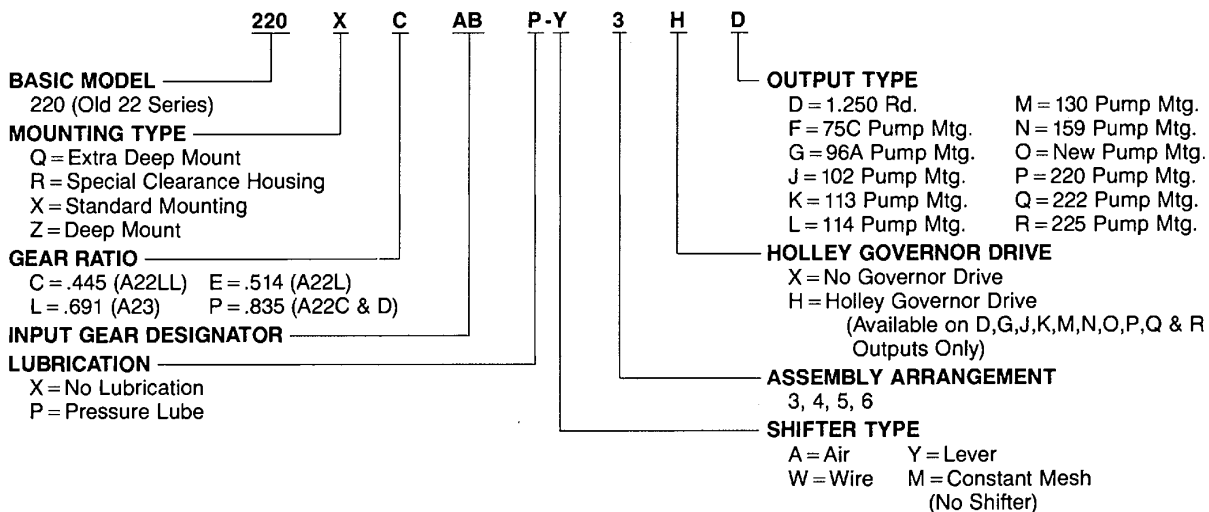 220 X C AB P-Y 3 H D
BASIC MODEL
220 (Old 22 Series)
MOUNTING TYPE
Q = Extra Deep Mount
R = Special Clearance Housing
X = Standard Mounting
Z = Deep Mount
GEAR RATIO
C = .445 (A22LL) E = .514 (A22L)
L = .691 (A23) P = .835 (A22C & D)
INPUT GEAR DESIGNATOR
LUBRICATION
X = No Lubrication
P = Pressure Lube
OUTPUT TYPE
D = 1.250 Rd. M = 130 Pump Mtg.
F = 75C Pump Mtg. N = 159 Pump Mtg.
G = 96A Pump Mtg. O = New Pump Mtg.
J = 102 Pump Mtg. P = 220 Pump Mtg.
K = 113 Pump Mtg. Q = 222 Pump Mtg.
L = 114 Pump Mtg. R = 225 Pump Mtg.
HOLLEY GOVERNOR DRIVE
X = No Governor Drive
H = Holley Governor Drive
(Available on D,G,J,K,M,N,O,P,Q & R
Outputs Only)
ASSEMBLY ARRANGEMENT
3, 4, 5, 6
SHIFTER TYPE
A = Air Y = Lever
W = Wire M = Constant Mesh
(No Shifter)